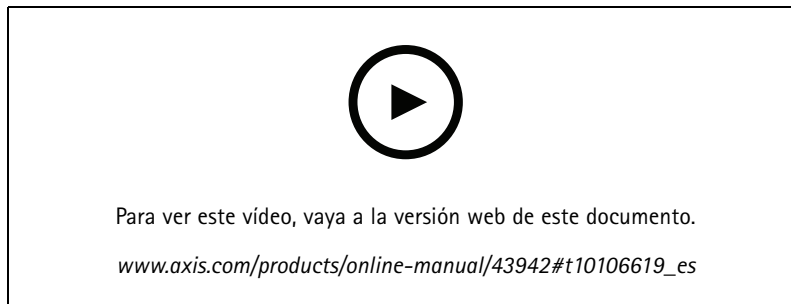 Para ver este vídeo, vaya a la versión web de este documento.
www.axis.com/products/online-manual/43942#t10106619_es